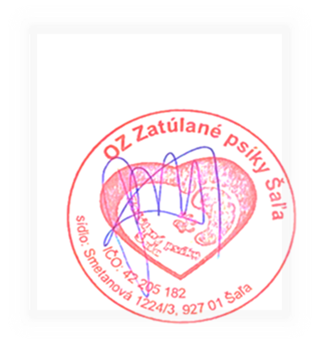 OZ Zatúlané psíky Šaľa
IČO: 42 205 182
sídlo: Smetanová 1224/3, 927 01 Šaľa